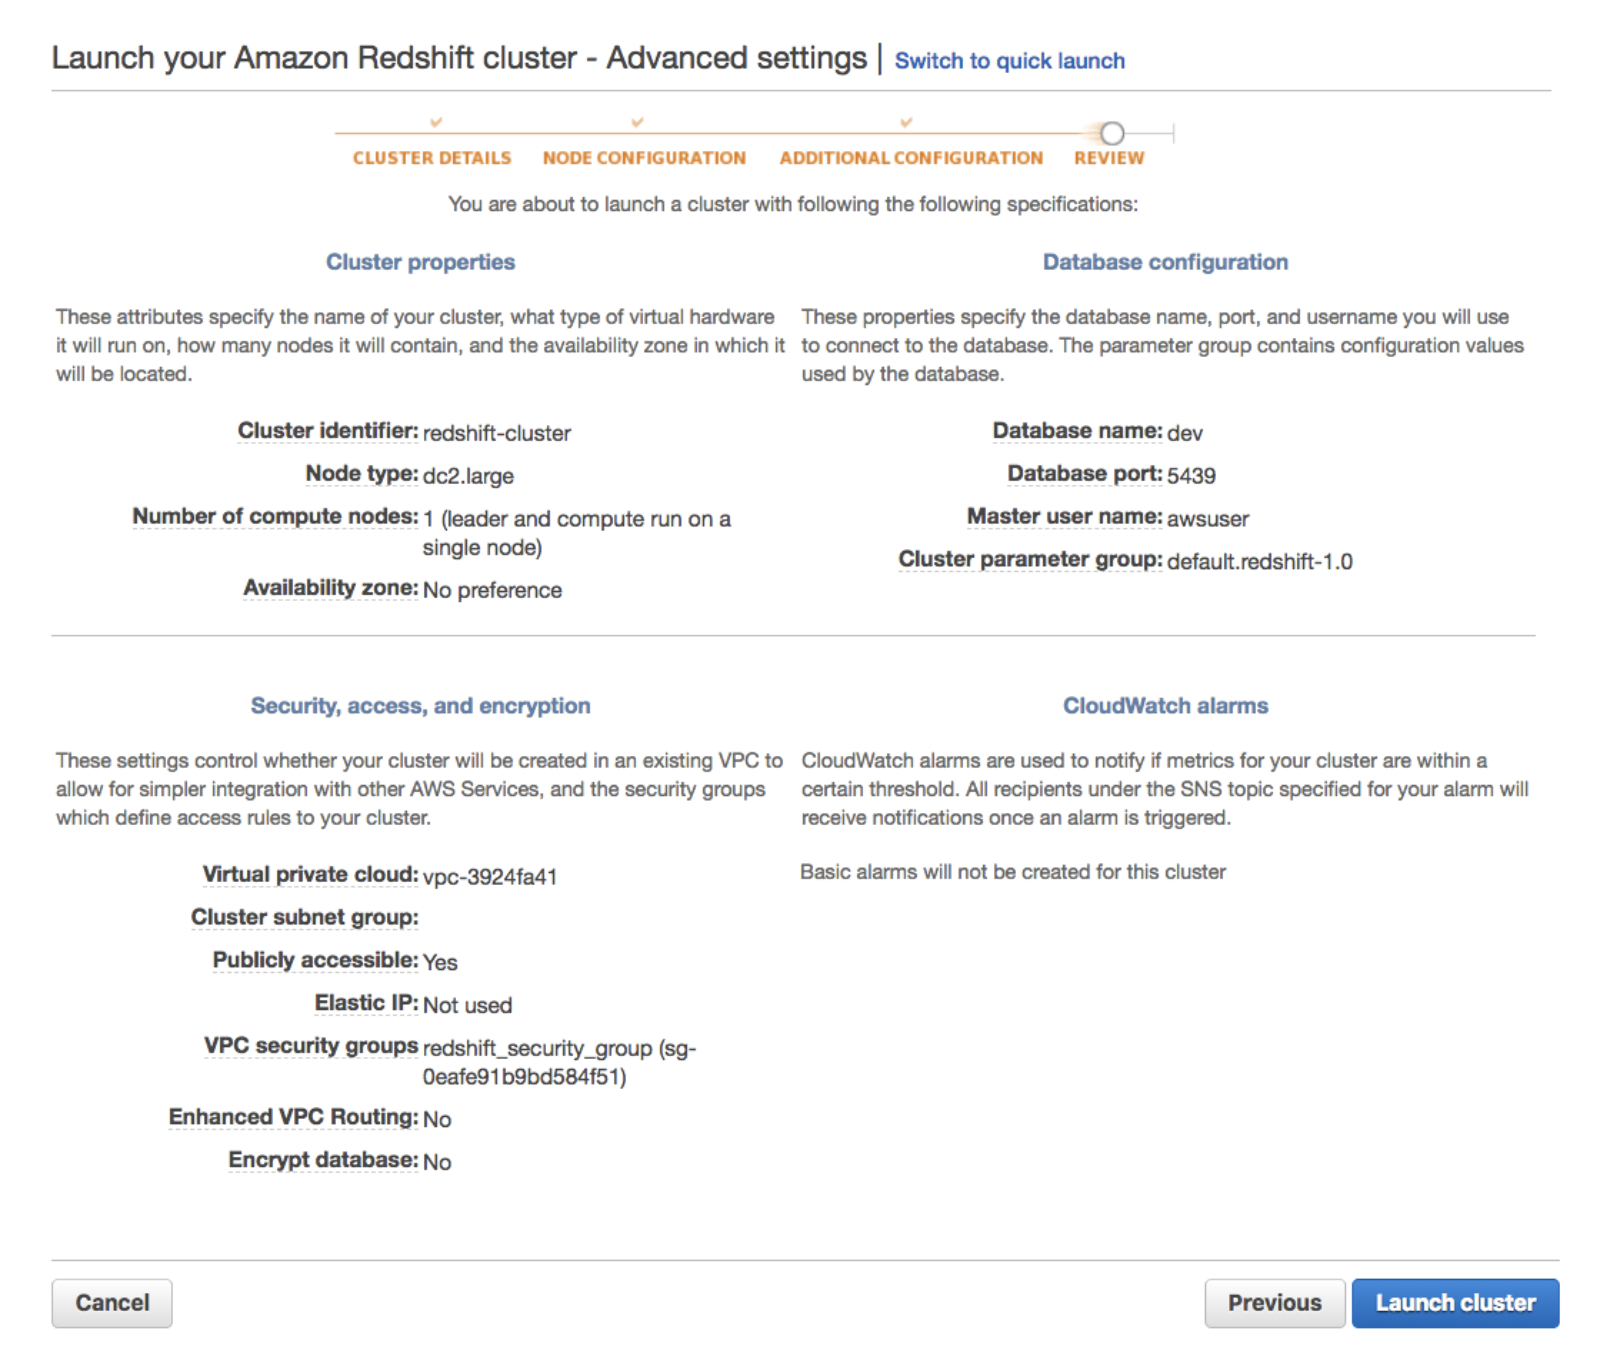 Launch your Amazon Redshift cluster - Advanced settings | Switch to quick launch
CLUSTER DETAILS NODE CONFIGURATION ADDITIONAL CONFIGURATION REVIEW
You are about to launch a cluster with following the following specifications:
Cluster properties
These attributes specify the name of your cluster, what type of virtual hardware
it will run on, how many nodes it will contain, and the availability zone in which it
will be located.
Cluster identifier: redshift-cluster
Node type: dc2.large
Number of compute nodes: 1 (leader and compute run on a
single node)
Availability zone: No preference
Database configuration
These properties specify the database name, port, and username you will use
to connect to the database. The parameter group contains configuration values
used by the database.
Database name: dev
Database port: 5439
Master user name: awsuser
Cluster parameter group: default.redshift-1.0
Security, access, and encryption
These settings control whether your cluster will be created in an existing VPC to
allow for simpler integration with other AWS Services, and the security groups
which define access rules to your cluster.
Virtual private cloud: vpc-3924fa41
Cluster subnet group:
Publicly accessible: Yes
Elastic IP: Not used
VPC security groups redshift_security_group (sg-
0eafe91b9bd584f51)
Enhanced VPC Routing: No
Encrypt database: No
CloudWatch alarms
CloudWatch alarms are used to notify if metrics for your cluster are within a
certain threshold. All recipients under the SNS topic specified for your alarm will
receive notifications once an alarm is triggered.
Basic alarms will not be created for this cluster
Cancel Previous Launch cluster